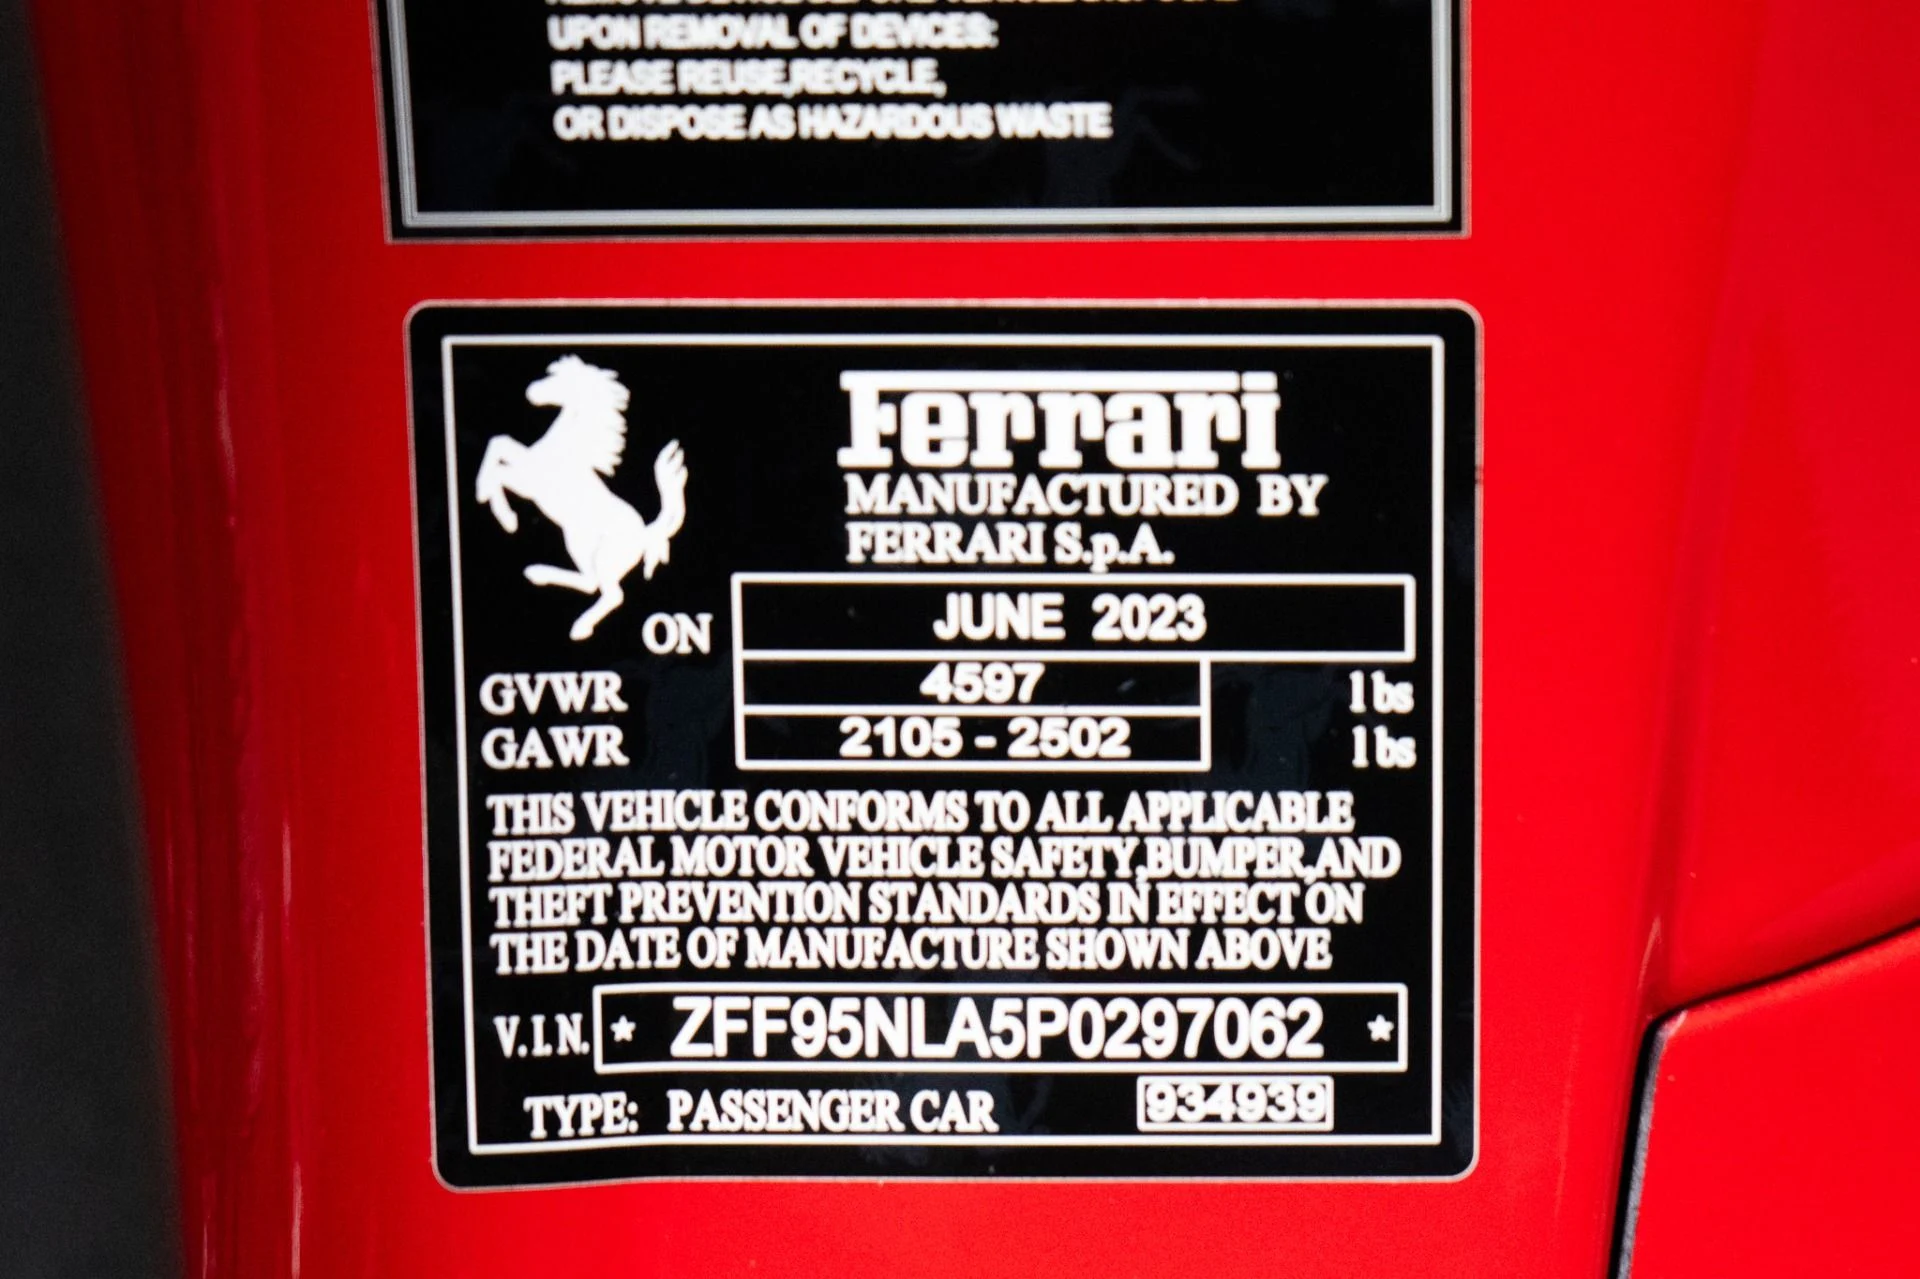 UPON REMOVAL OF DEVICES:
PLEASE REUSE,RECYCLE,
OR DISPOSE AS HAZARDOUS WASTE
Ferrari
MANUFACTURED BY
FERRARI S.p.A.
ON JUNE 2023
GVWR 4597 lbs
GAWR 2105 - 2502 lbs
THIS VEHICLE CONFORMS TO ALL APPLICABLE
FEDERAL MOTOR VEHICLE SAFETY,BUMPER,AND
THEFT PREVENTION STANDARDS IN EFFECT ON
THE DATE OF MANUFACTURE SHOWN ABOVE
V.I.N. * ZFF95NLA5P0297062 *
TYPE: PASSENGER CAR 934939